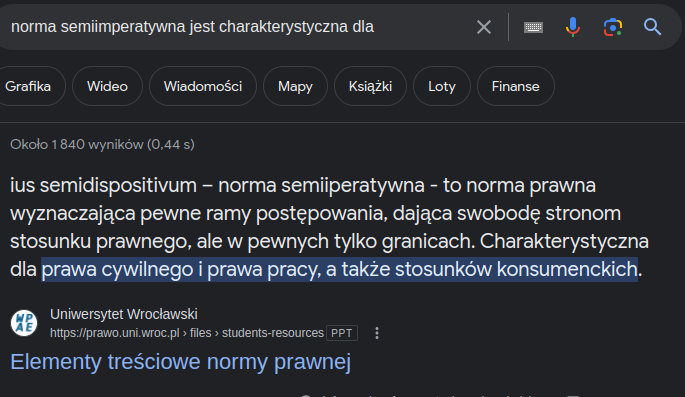 norma semiimperatywna jest charakterystyczna dla
Grafika Wideo Wiadomości Mapy Książki Loty Finanse
Około 1 840 wyników (0,44 s)
ius semidispositivum – norma semiiperatywna - to norma prawna
wyznaczająca pewne ramy postępowania, dająca swobodę stronom
stosunku prawnego, ale w pewnych tylko granicach. Charakterystyczna
dla prawa cywilnego i prawa pracy, a także stosunków konsumenckich.
WP
AE
Uniwersytet Wrocławski
https://prawo.uni.wroc.pl › files › students-resources PPT
Elementy treściowe normy prawnej